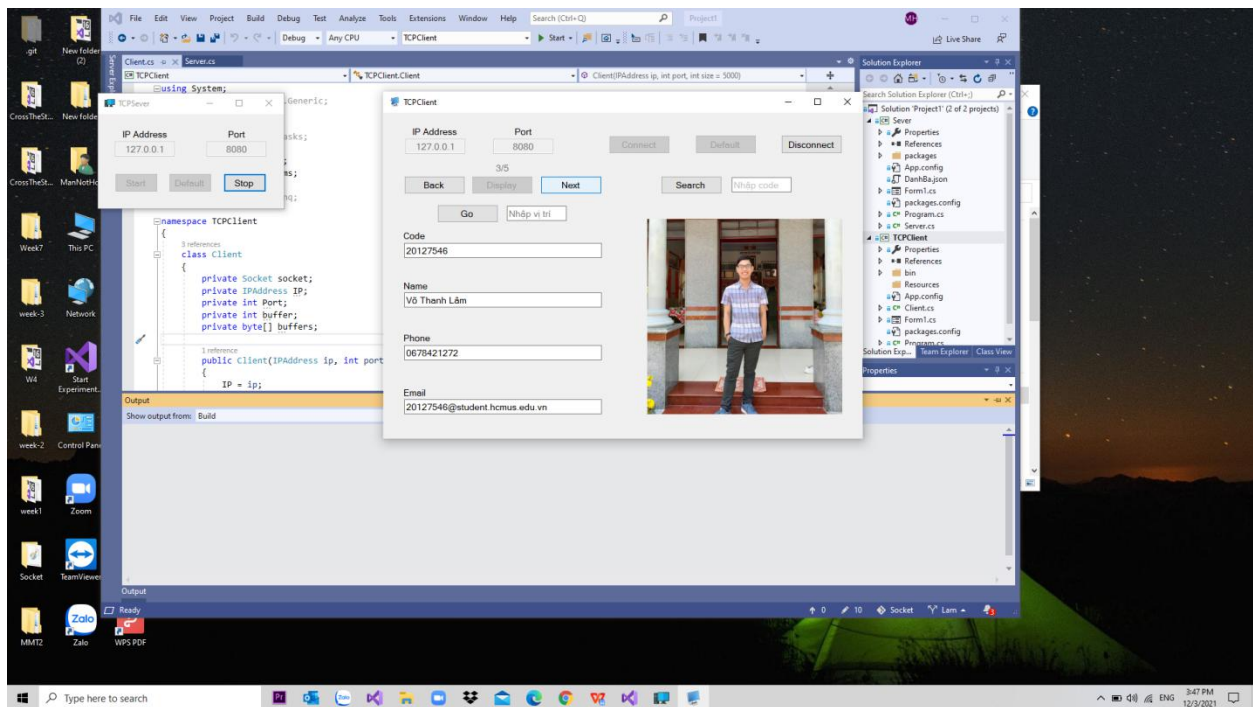 File Edit View Project Build Debug Test Analyze Tools Extensions Window Help Search (Ctrl+Q) Project1 MH
Debug Any CPU TCPClient Start Live Share
.git
New folder (2)
CrossTheSt... New folde
CrossTheSt... ManNotHo
Week7 This PC
week-3 Network
W4 Start Experiment.
week-2 Control Pane
week1 Zoom
Socket TeamViewer
MMT2 Zalo WPS PDF
Client.cs Server.cs
TCPClient TCPClient.Client Client(IPAddress ip, int port, int size = 5000)
using System;
.Generic;
asks;
;
ms;
nq;
namespace TCPClient
{
3 references
class Client
{
private Socket socket;
private IPAddress IP;
private int Port;
private int buffer;
private byte[] buffers;
1 reference
public Client(IPAddress ip, int port
{
IP = ip;
TCPSever
IP Address Port
127.0.0.1 8080
Start Default Stop
TCPClient
IP Address Port
127.0.0.1 8080 Connect Default Disconnect
3/5
Back Display Next Search Nhập code
Go Nhập vị trí
Code
20127546
Name
Võ Thanh Lâm
Phone
0678421272
Email
20127546@student.hcmus.edu.vn
Solution Explorer
Search Solution Explorer (Ctrl+;)
Solution 'Project1' (2 of 2 projects)
Sever
Properties
References
packages
App.config
DanhBa.json
Form1.cs
packages.config
Program.cs
Server.cs
TCPClient
Properties
References
bin
Resources
App.config
Client.cs
Form1.cs
packages.config
Program.cs
Solution Exp... Team Explorer Class View
Properties
Output
Show output from: Build
Output
Ready 0 10 Socket Lam 3
Type here to search
ENG 3:47 PM
12/3/2021